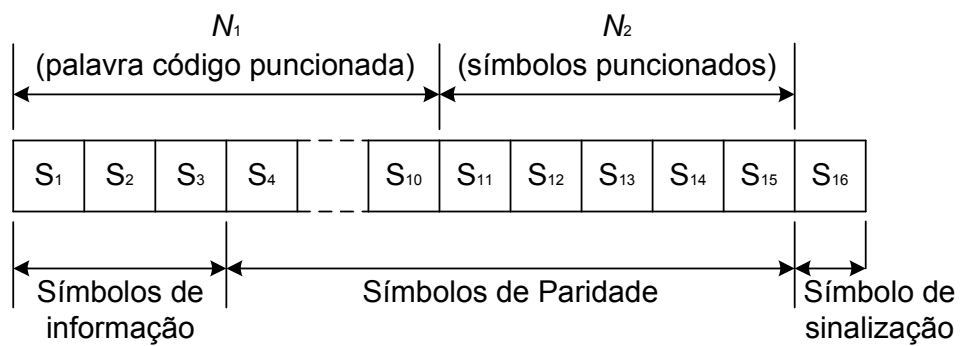 N₁ N₂
(palavra código puncionada) (símbolos puncionados)
S₁ S₂ S₃ S₄ S₁₀ S₁₁ S₁₂ S₁₃ S₁₄ S₁₅ S₁₆
Símbolos de Símbolos de Paridade Símbolo de
informação sinalização